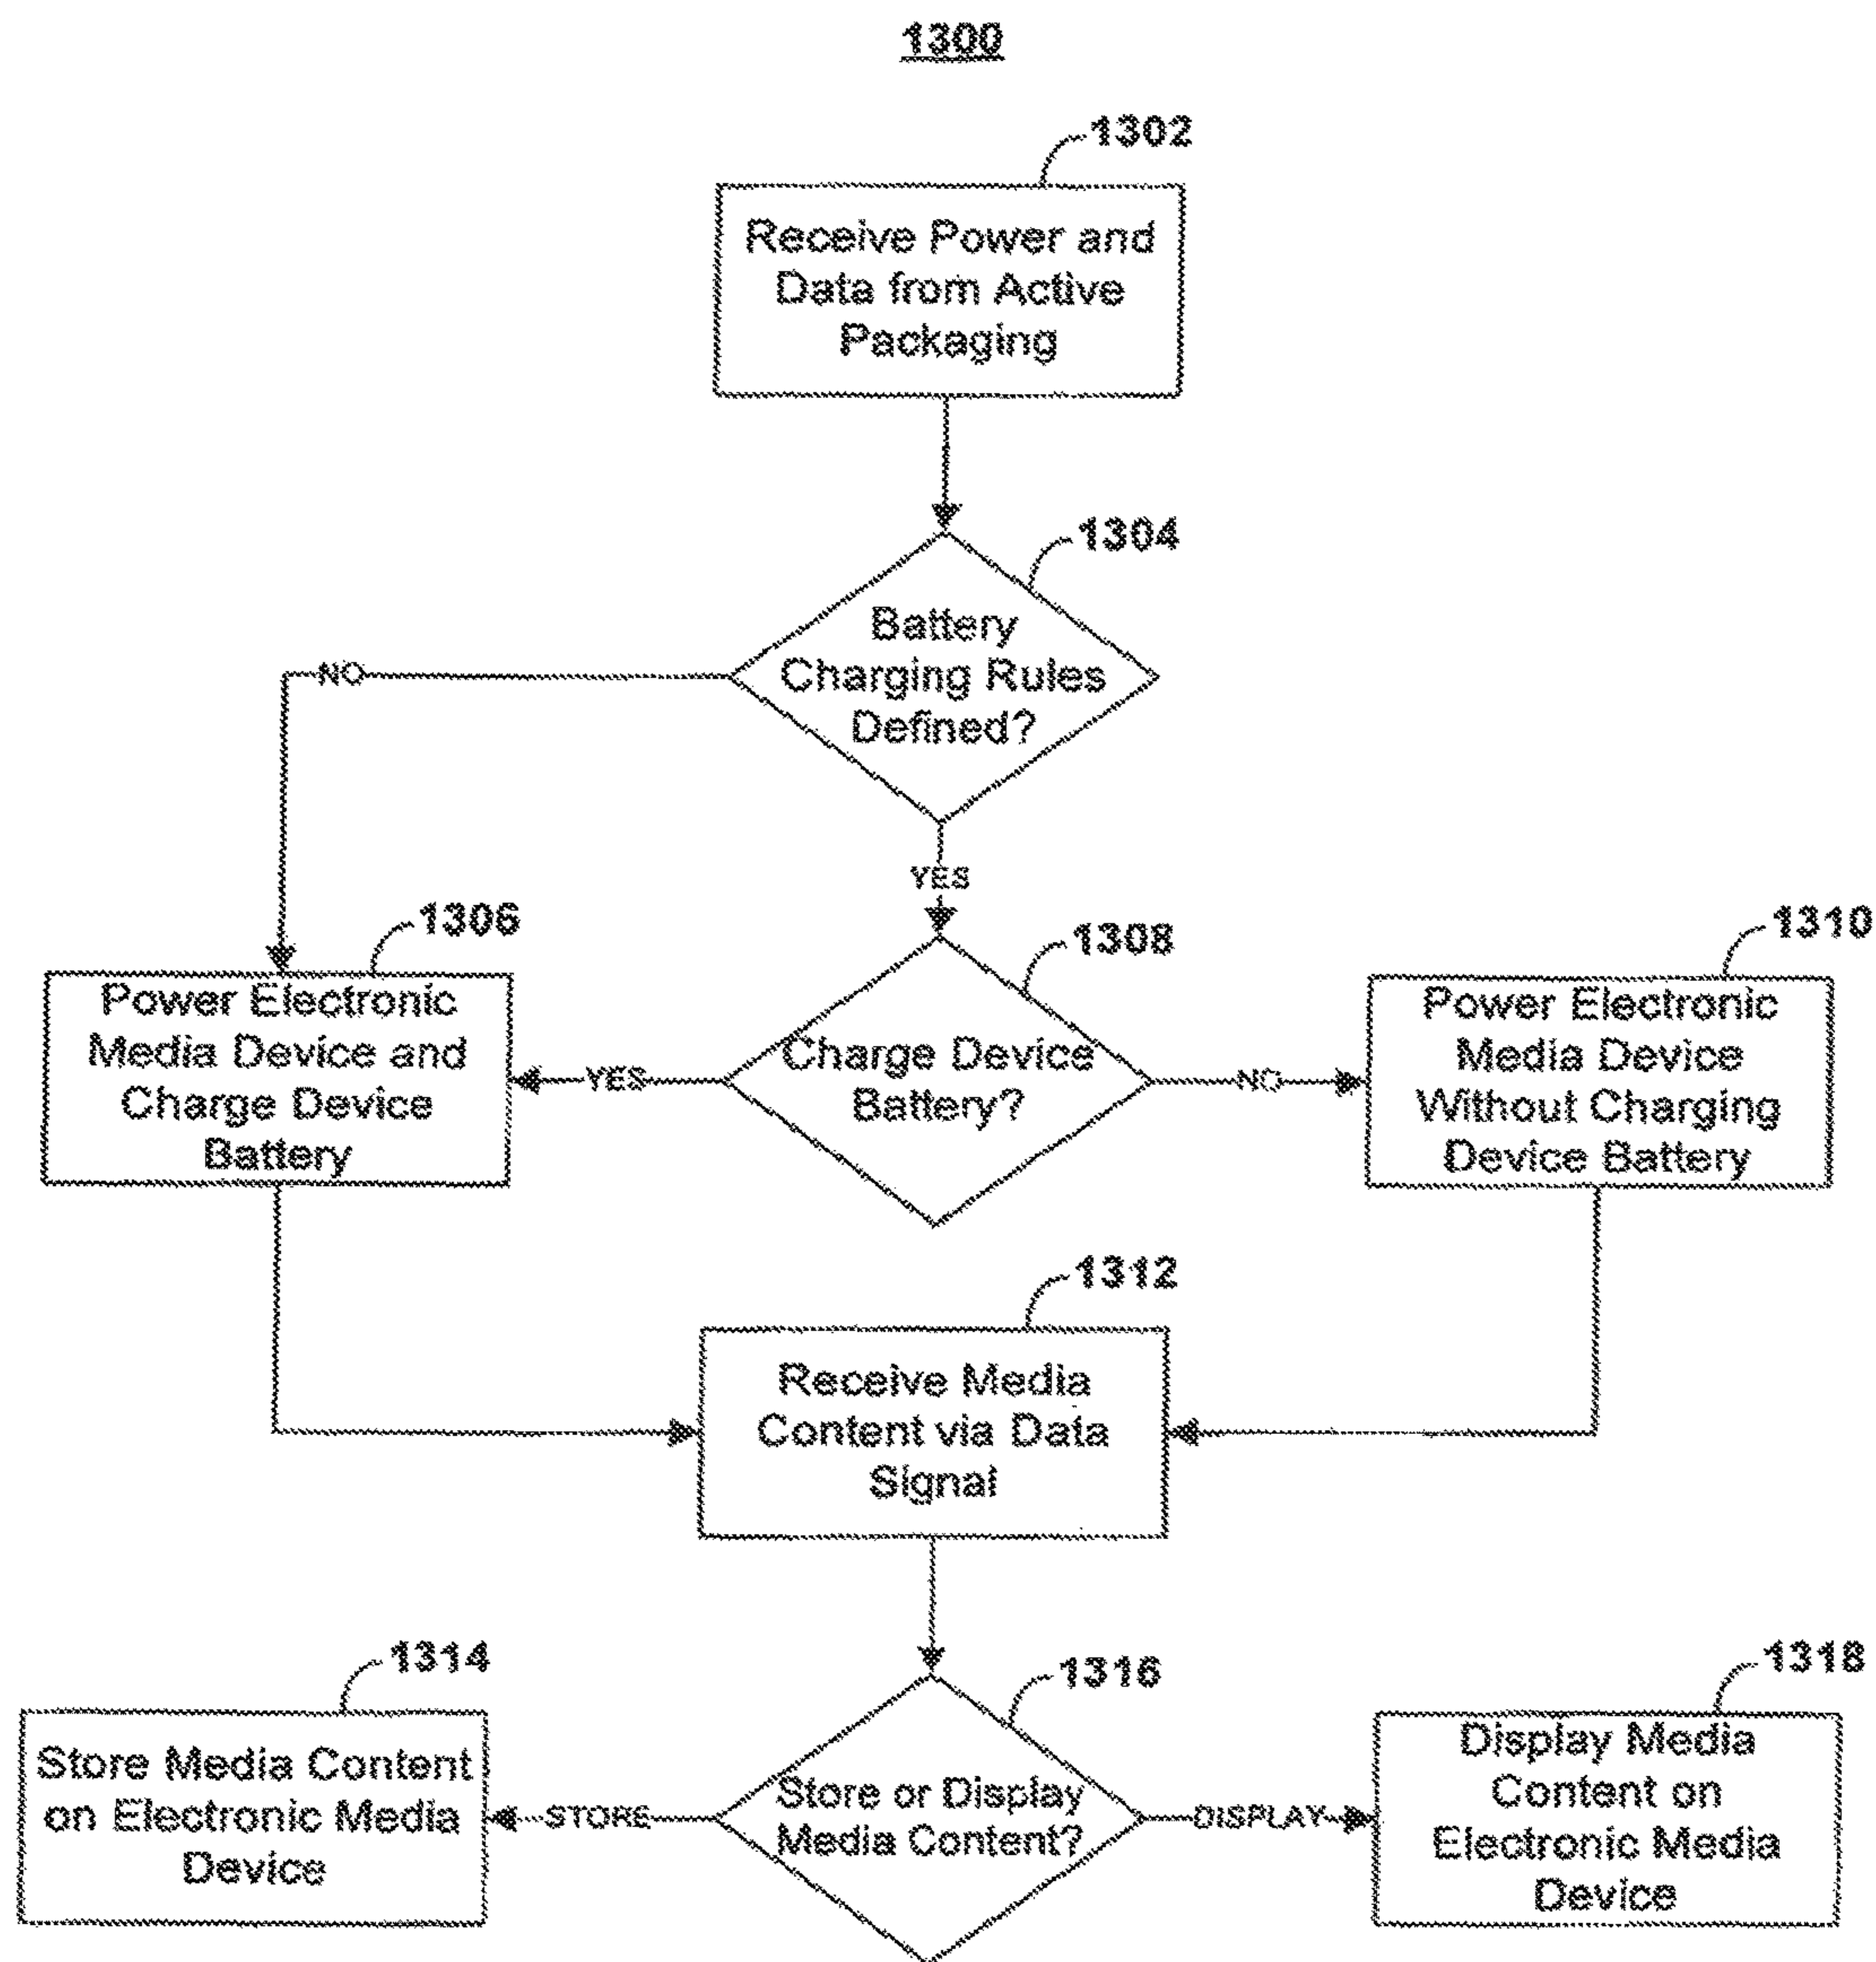 1300
1302
Receive Power and
Data from Active
Packaging
1304
Battery
Charging Rules
Defined?
NO
YES
1306
Power Electronic
Media Device and
Charge Device
Battery
1308
Charge Device
Battery?
YES
NO
1310
Power Electronic
Media Device
Without Charging
Device Battery
1312
Receive Media
Content via Data
Signal
1314
Store Media Content
on Electronic Media
Device
1316
Store or Display
Media Content?
STORE
DISPLAY
1318
Display Media
Content on
Electronic Media
Device